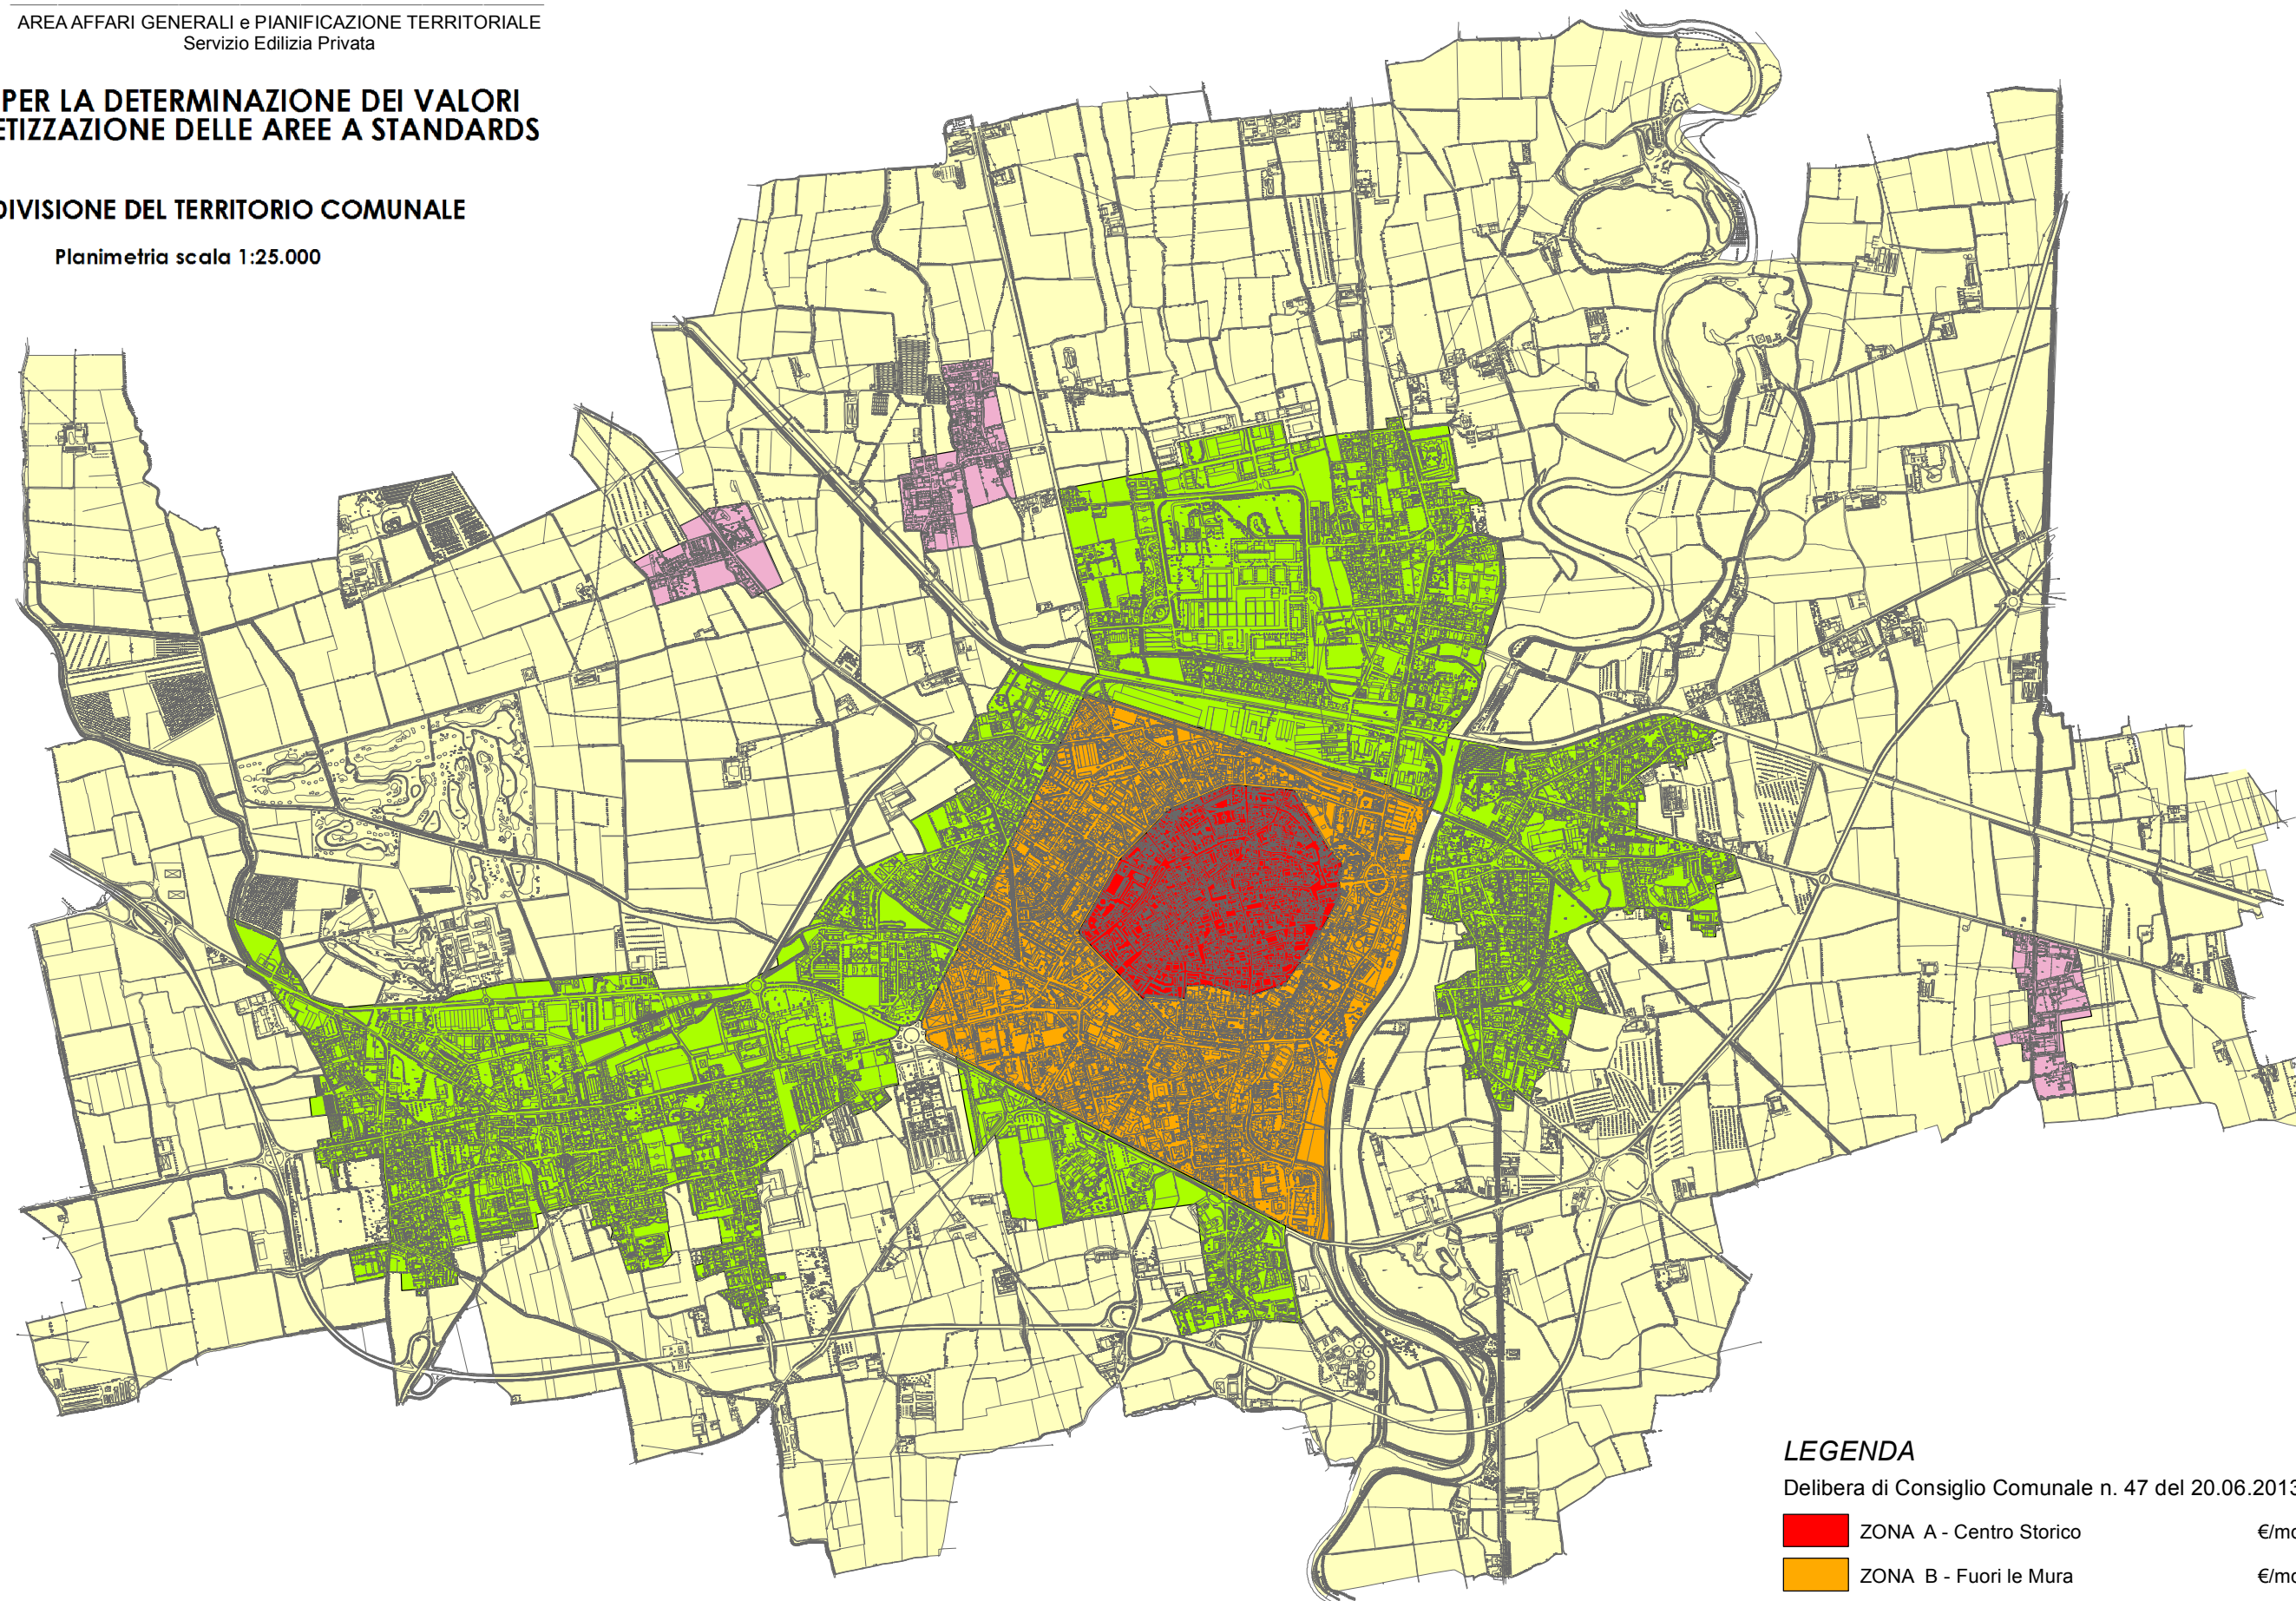 AREA AFFARI GENERALI e PIANIFICAZIONE TERRITORIALE
Servizio Edilizia Privata
PER LA DETERMINAZIONE DEI VALORI
ETIZZAZIONE DELLE AREE A STANDARDS
DIVISIONE DEL TERRITORIO COMUNALE
Planimetria scala 1:25.000
LEGENDA
Delibera di Consiglio Comunale n. 47 del 20.06.2013
ZONA A - Centro Storico €/mq
ZONA B - Fuori le Mura €/mq